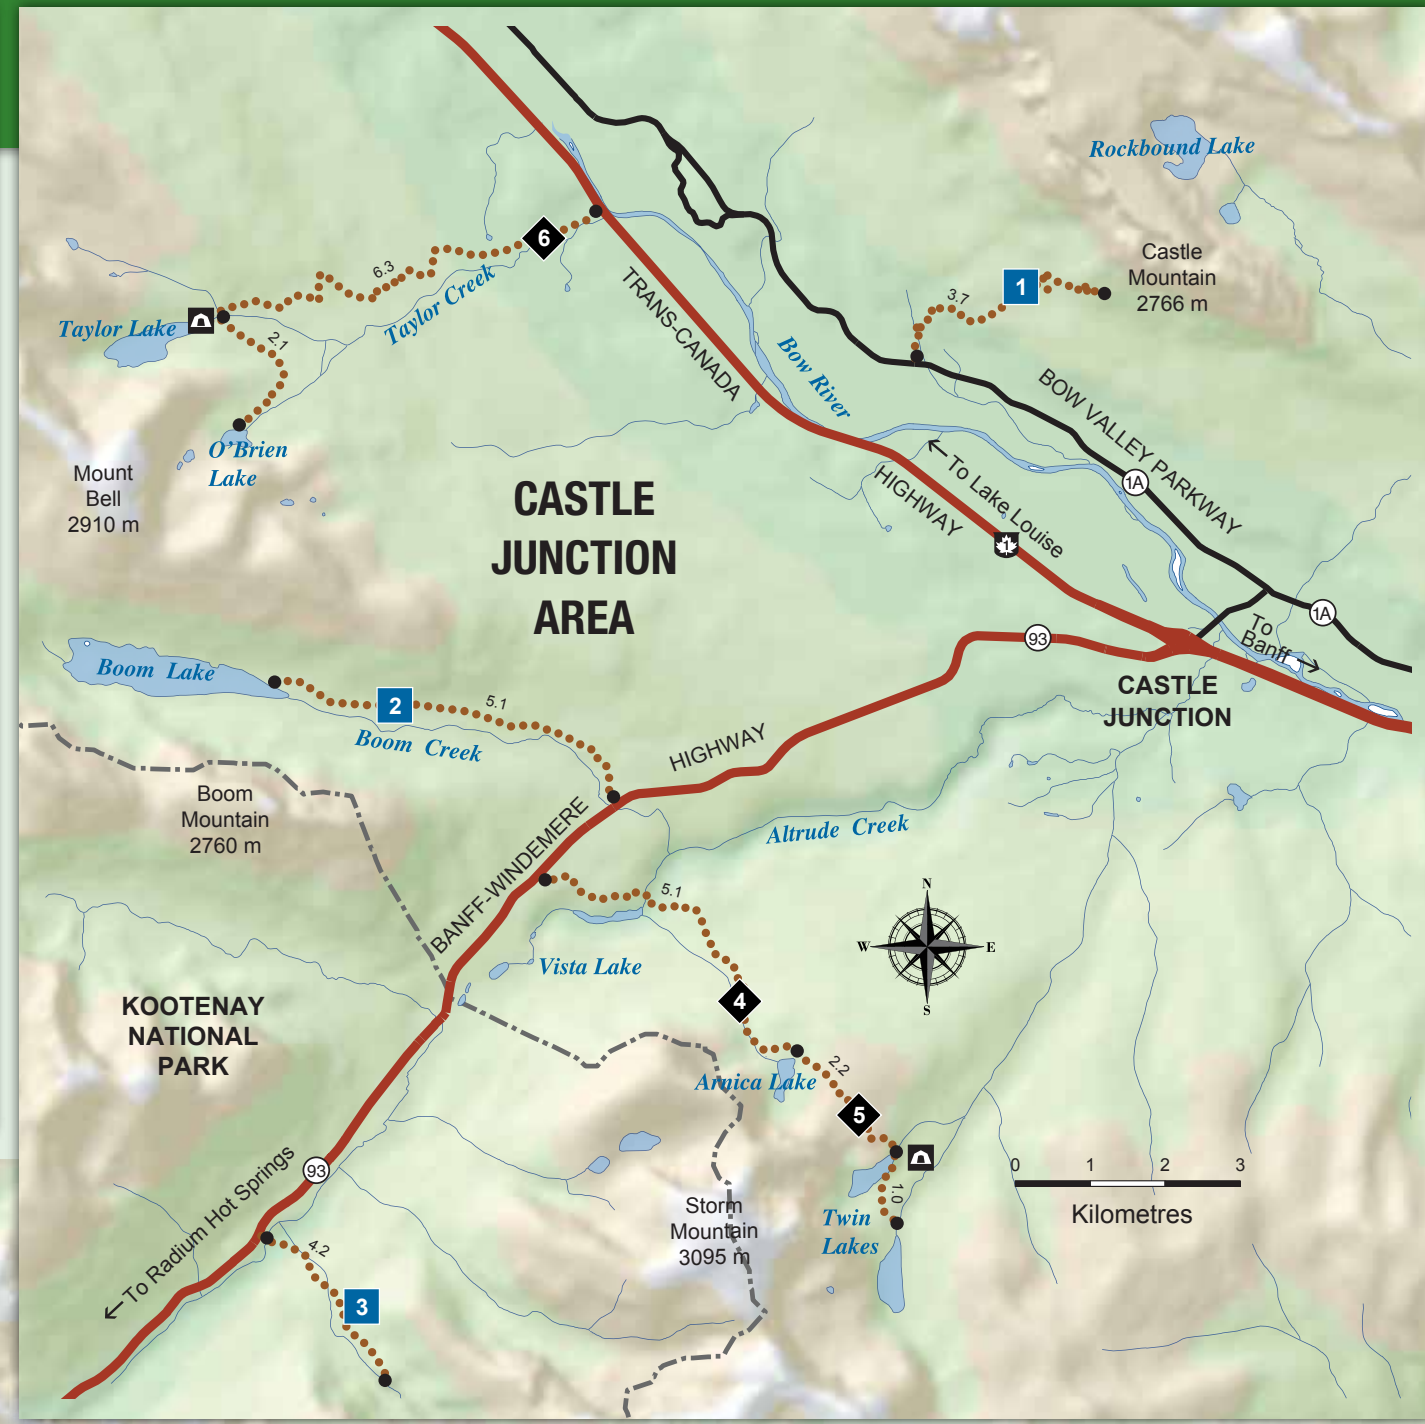 Rockbound Lake
Castle
Mountain
2766 m
1
3.7
6
6.3
Taylor Creek
Taylor Lake
2.1
O'Brien
Lake
Mount
Bell
2910 m
TRANS-CANADA
HIGHWAY
Bow River
BOW VALLEY PARKWAY
1A
To Lake Louise
1
1A
To
Banff
93
CASTLE
JUNCTION
AREA
CASTLE
JUNCTION
Boom Lake
2
5.1
Boom Creek
HIGHWAY
Boom
Mountain
2760 m
BANFF-WINDEMERE
Altrude Creek
5.1
Vista Lake
N
W
E
S
4
KOOTENAY
NATIONAL
PARK
Arnica Lake
2.2
5
1.0
Twin
Lakes
0 1 2 3
Kilometres
Storm
Mountain
3095 m
93
To Radium Hot Springs
4.2
3